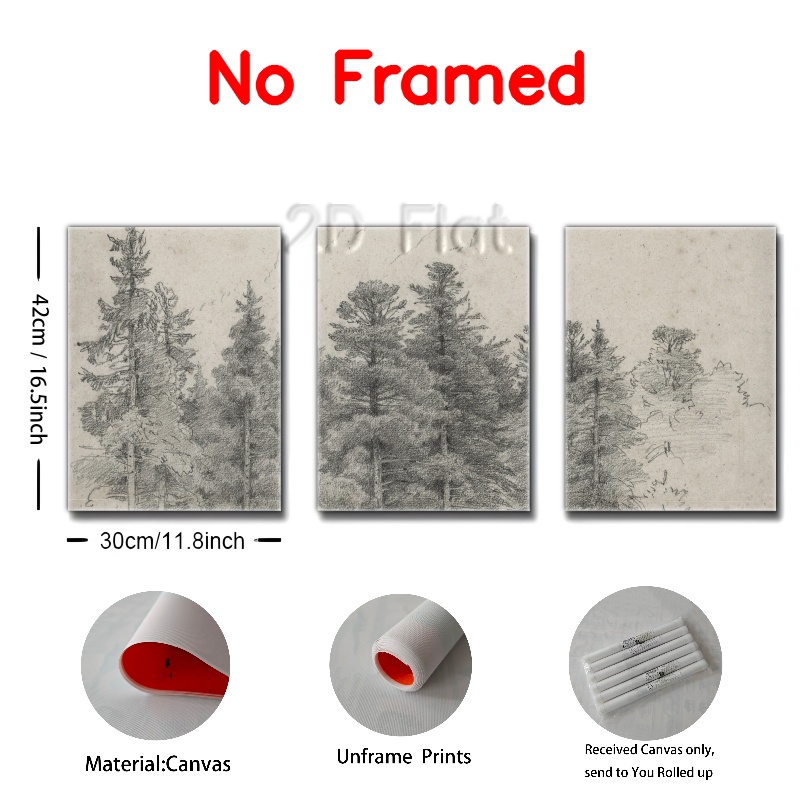 No Framed
2D Flat
42cm / 16.5inch
30cm/11.8inch
Material:Canvas
Unframe Prints
Received Canvas only,
send to You Rolled up